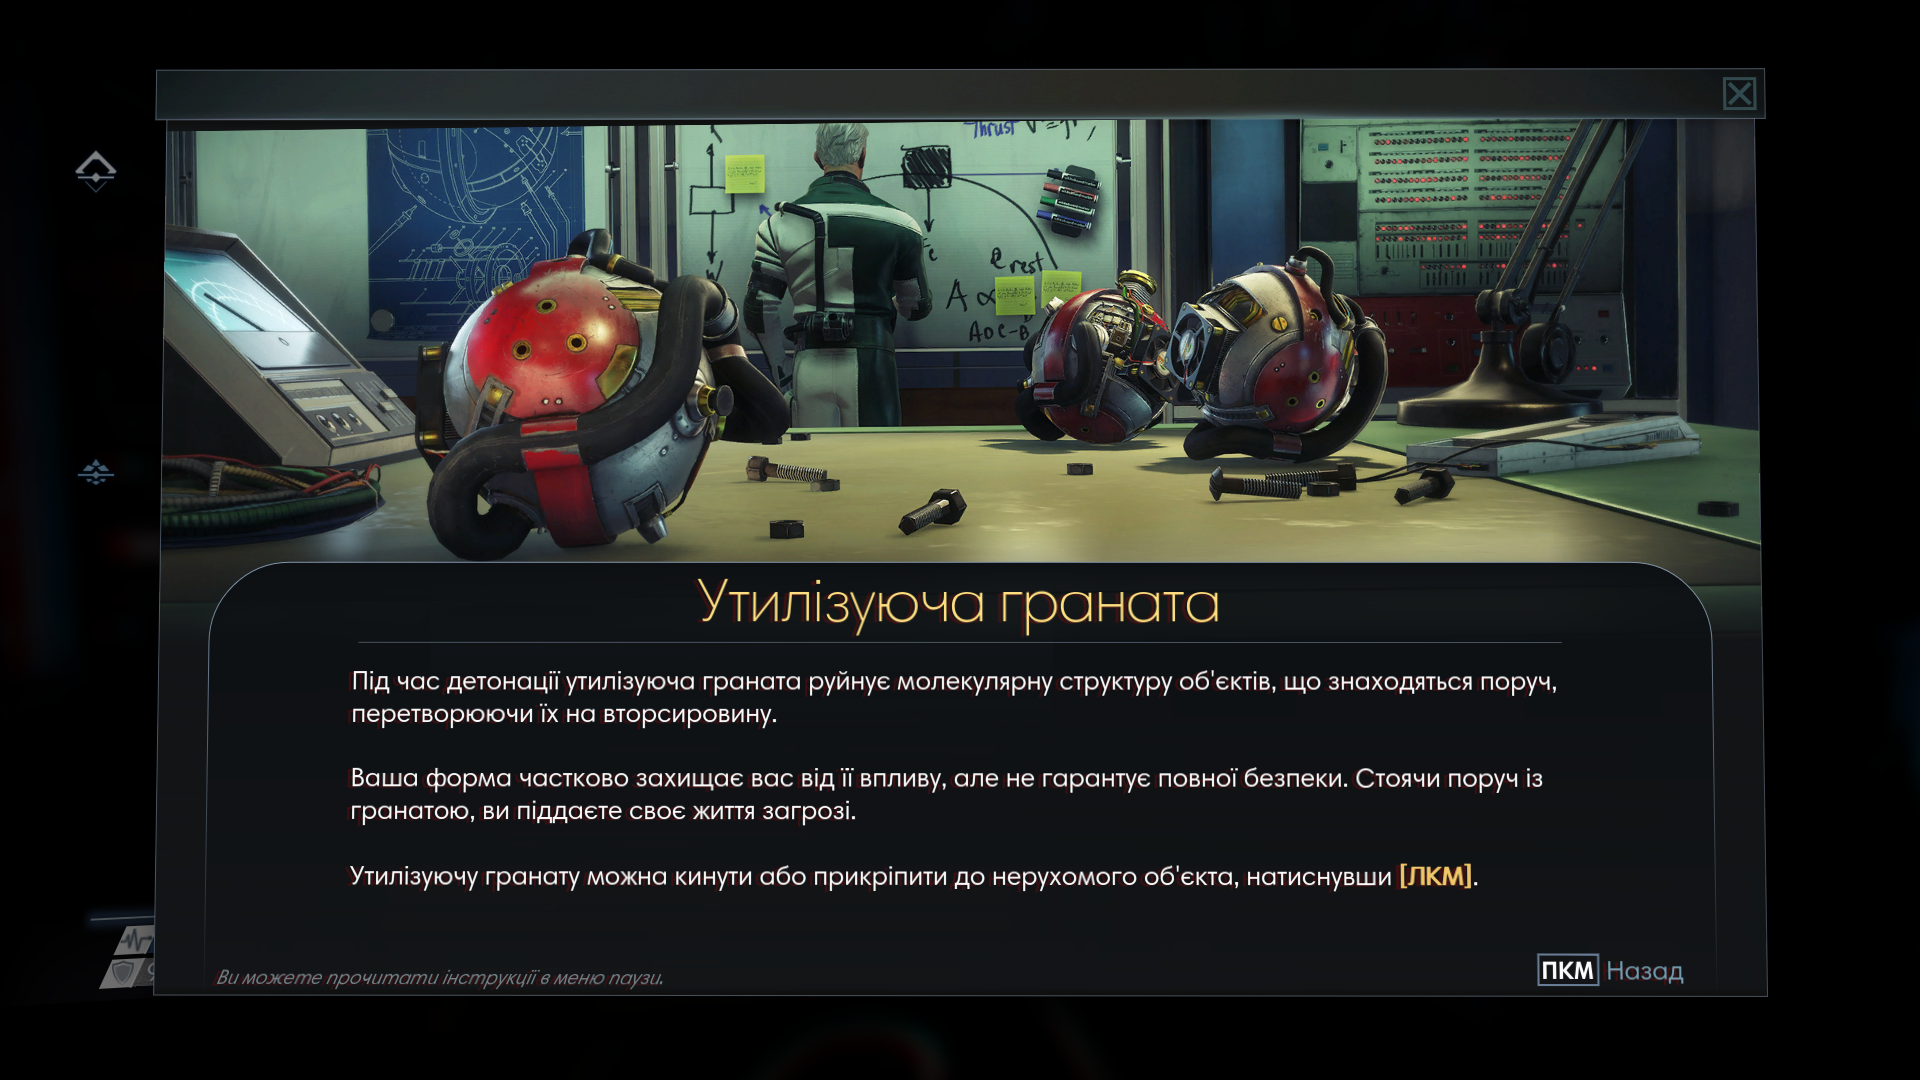 Thrust
e rest
A ∝
Aoc-B
Утилізуюча граната
Під час детонації утилізуюча граната руйнує молекулярну структуру об'єктів, що знаходяться поруч,
перетворюючи їх на вторсировину.
Ваша форма частково захищає вас від її впливу, але не гарантує повної безпеки. Стоячи поруч із
гранатою, ви піддаєте своє життя загрозі.
Утилізуючу гранату можна кинути або прикріпити до нерухомого об'єкта, натиснувши [ЛКМ].
Ви можете прочитати інструкції в меню паузи.
ПКМ Назад